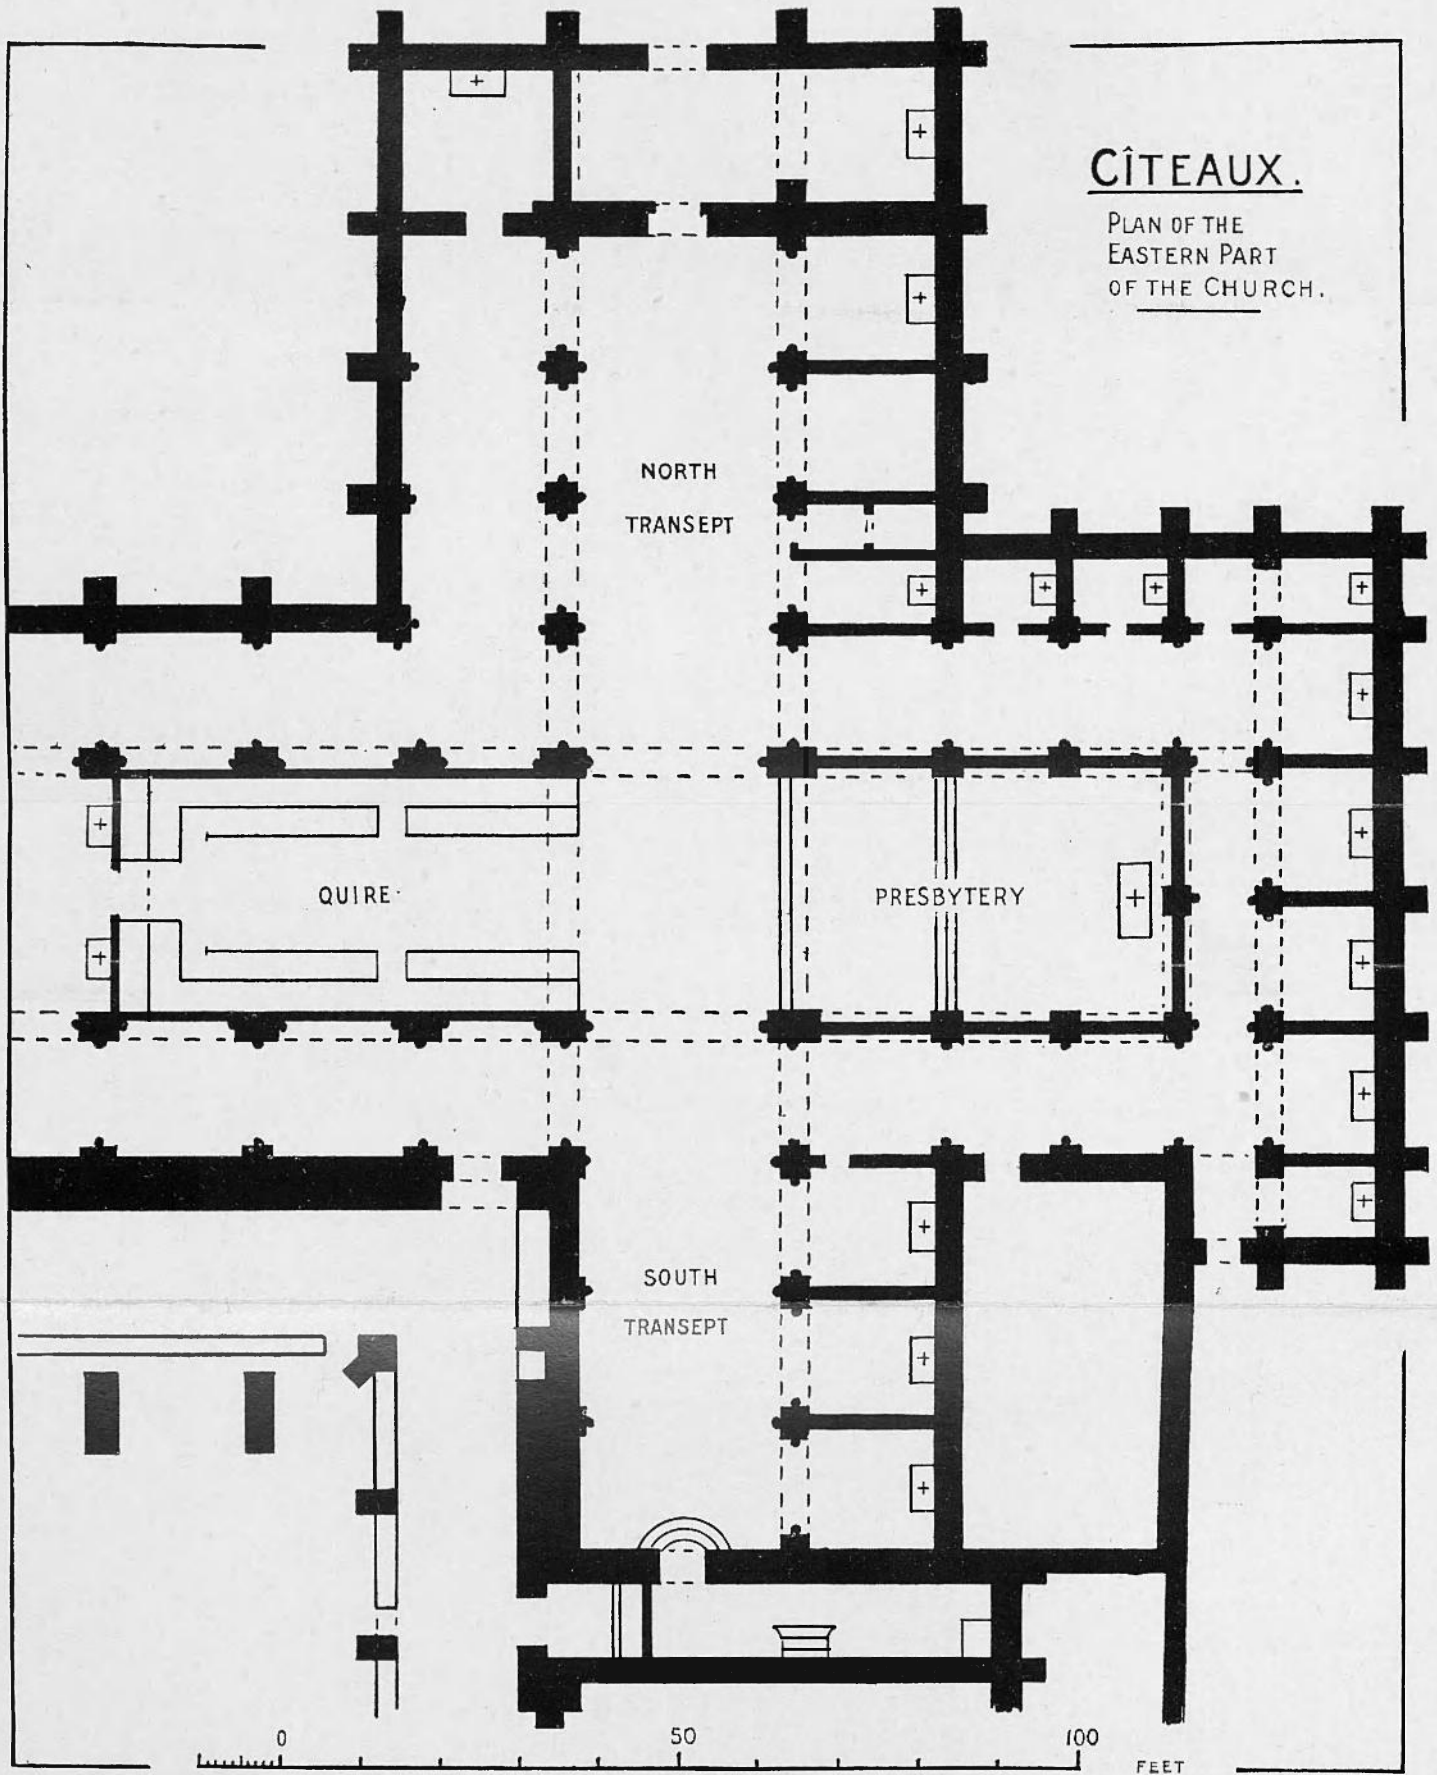 CÎTEAUX.
PLAN OF THE
EASTERN PART
OF THE CHURCH.
NORTH
TRANSEPT
QUIRE
PRESBYTERY
SOUTH
TRANSEPT
0 50 100
FEET